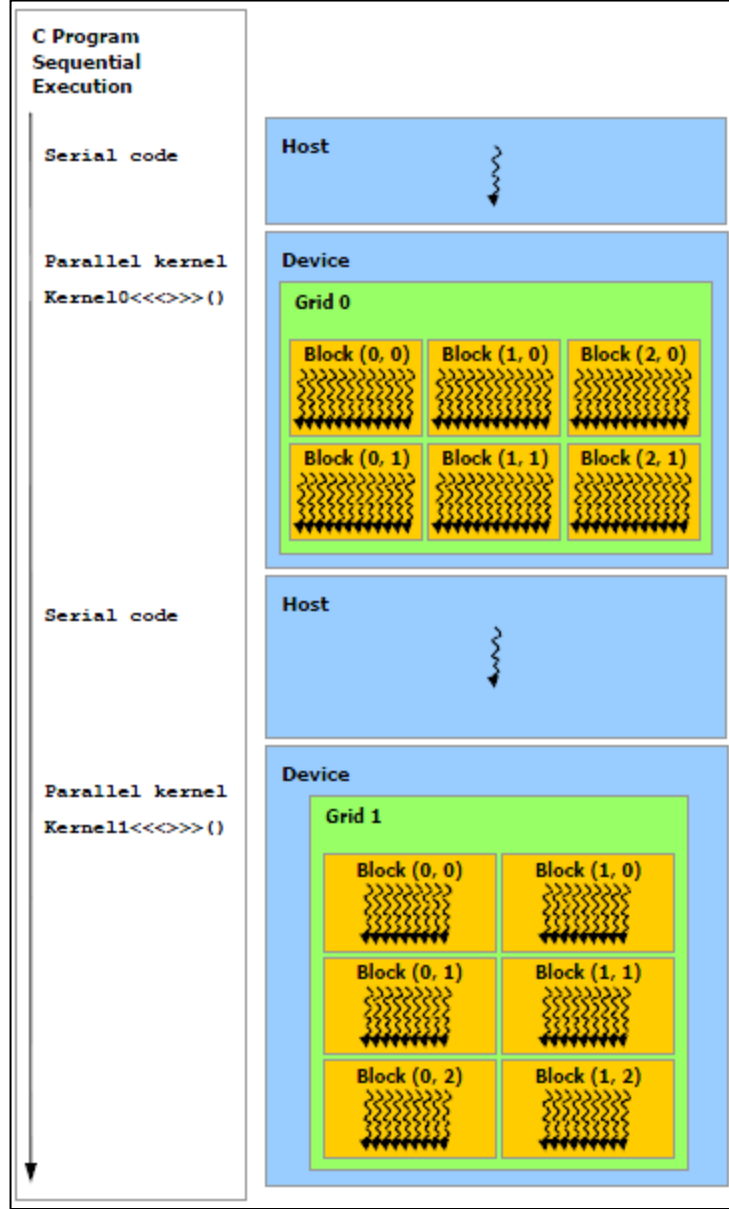 C Program
Sequential
Execution
Serial code
Host
Parallel kernel
Kernel0<<<>>>()
Device
Grid 0
Block (0, 0)
Block (1, 0)
Block (2, 0)
Block (0, 1)
Block (1, 1)
Block (2, 1)
Serial code
Host
Parallel kernel
Kernel1<<<>>>()
Device
Grid 1
Block (0, 0)
Block (1, 0)
Block (0, 1)
Block (1, 1)
Block (0, 2)
Block (1, 2)